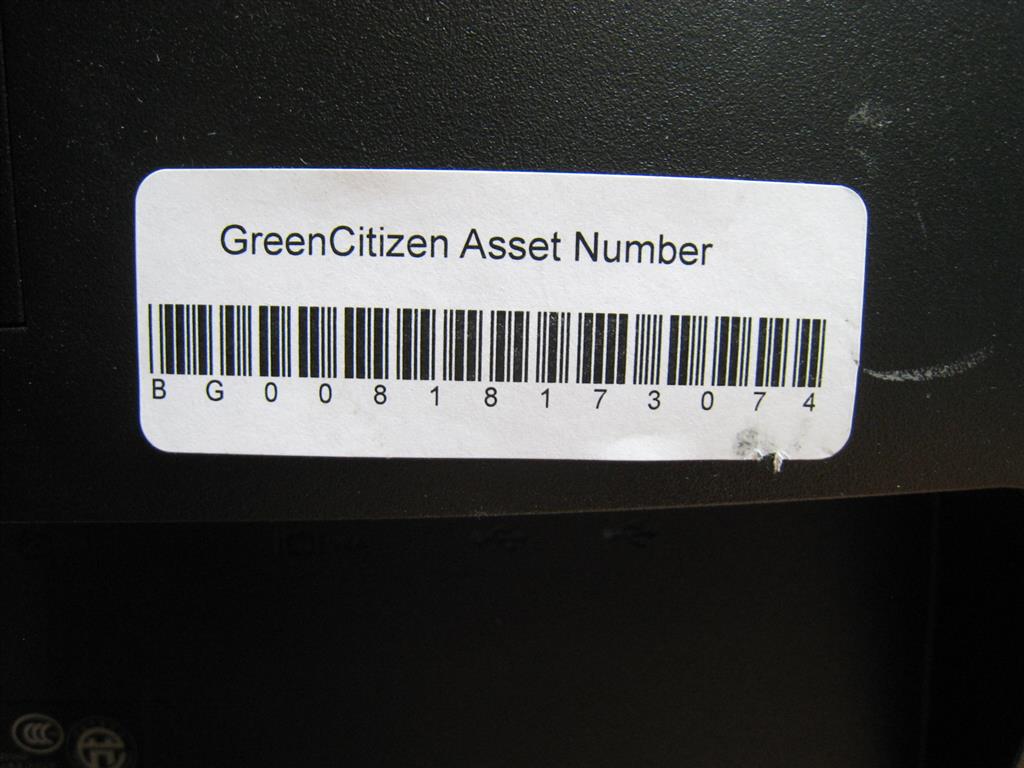 GreenCitizen Asset Number
B G 0 0 8 1 8 1 7 3 0 7 4